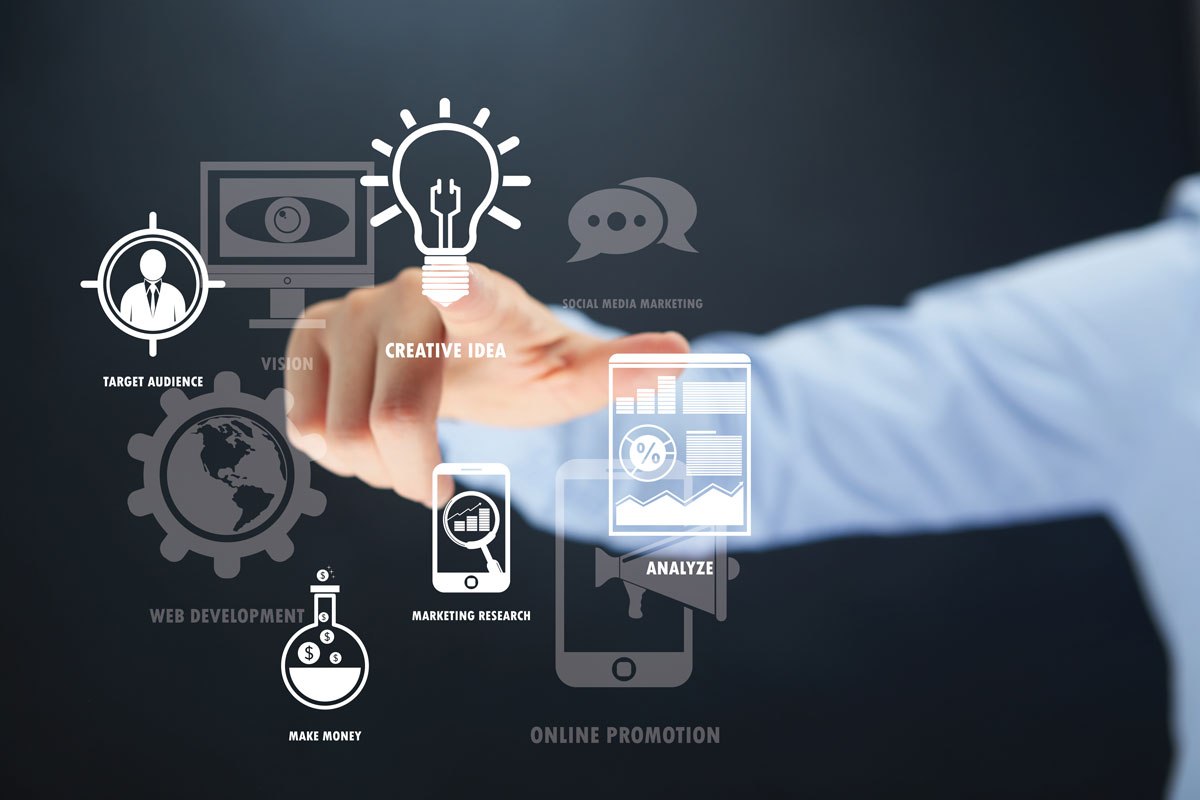 SOCIAL MEDIA MARKETING
CREATIVE IDEA
VISION
TARGET AUDIENCE
%
ANALYZE
WEB DEVELOPMENT
MARKETING RESEARCH
$
$
$
$
$
MAKE MONEY
ONLINE PROMOTION